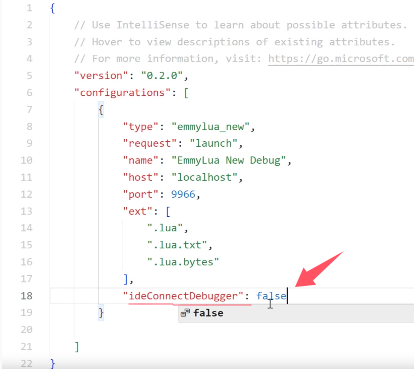 1 {
2 // Use IntelliSense to learn about possible attributes.
3 // Hover to view descriptions of existing attributes.
4 // For more information, visit: https://go.microsoft.com
5 "version": "0.2.0",
6 "configurations": [
7 {
8 "type": "emmylua_new",
9 "request": "launch",
10 "name": "EmmyLua New Debug",
11 "host": "localhost",
12 "port": 9966,
13 "ext": [
14 ".lua",
15 ".lua.txt",
16 ".lua.bytes"
17 ],
18 "ideConnectDebugger": false
19 }
false
20
21 ]
22 }